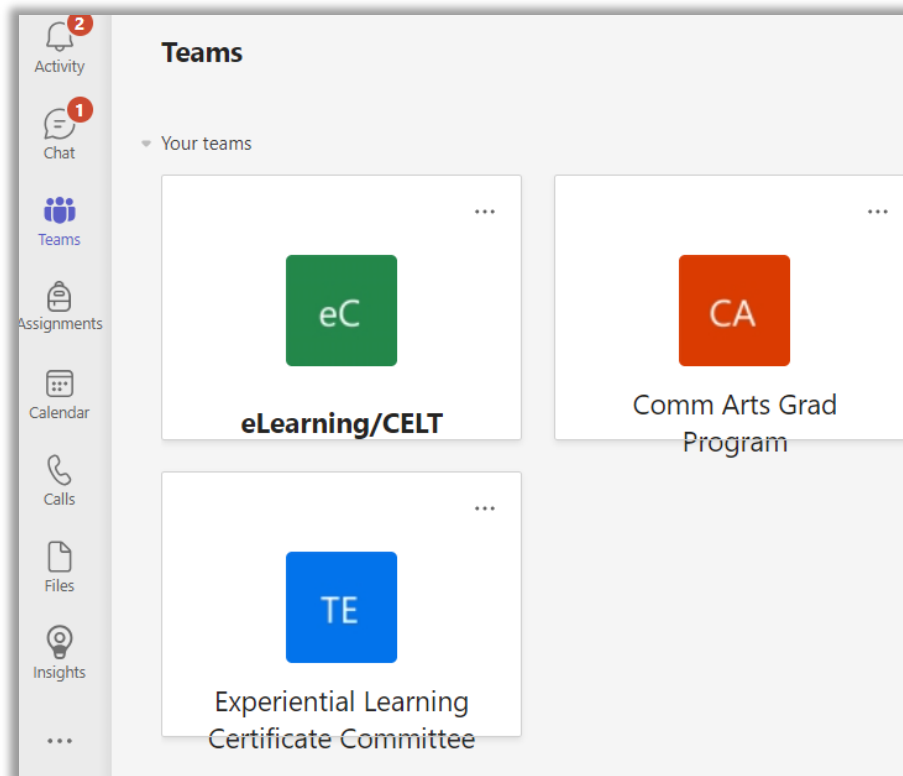 2
Activity
1
Chat
Teams
Assignments
Calendar
Calls
Files
Insights
Teams
Your teams
eC
eLearning/CELT
CA
Comm Arts Grad
Program
TE
Experiential Learning
Certificate Committee